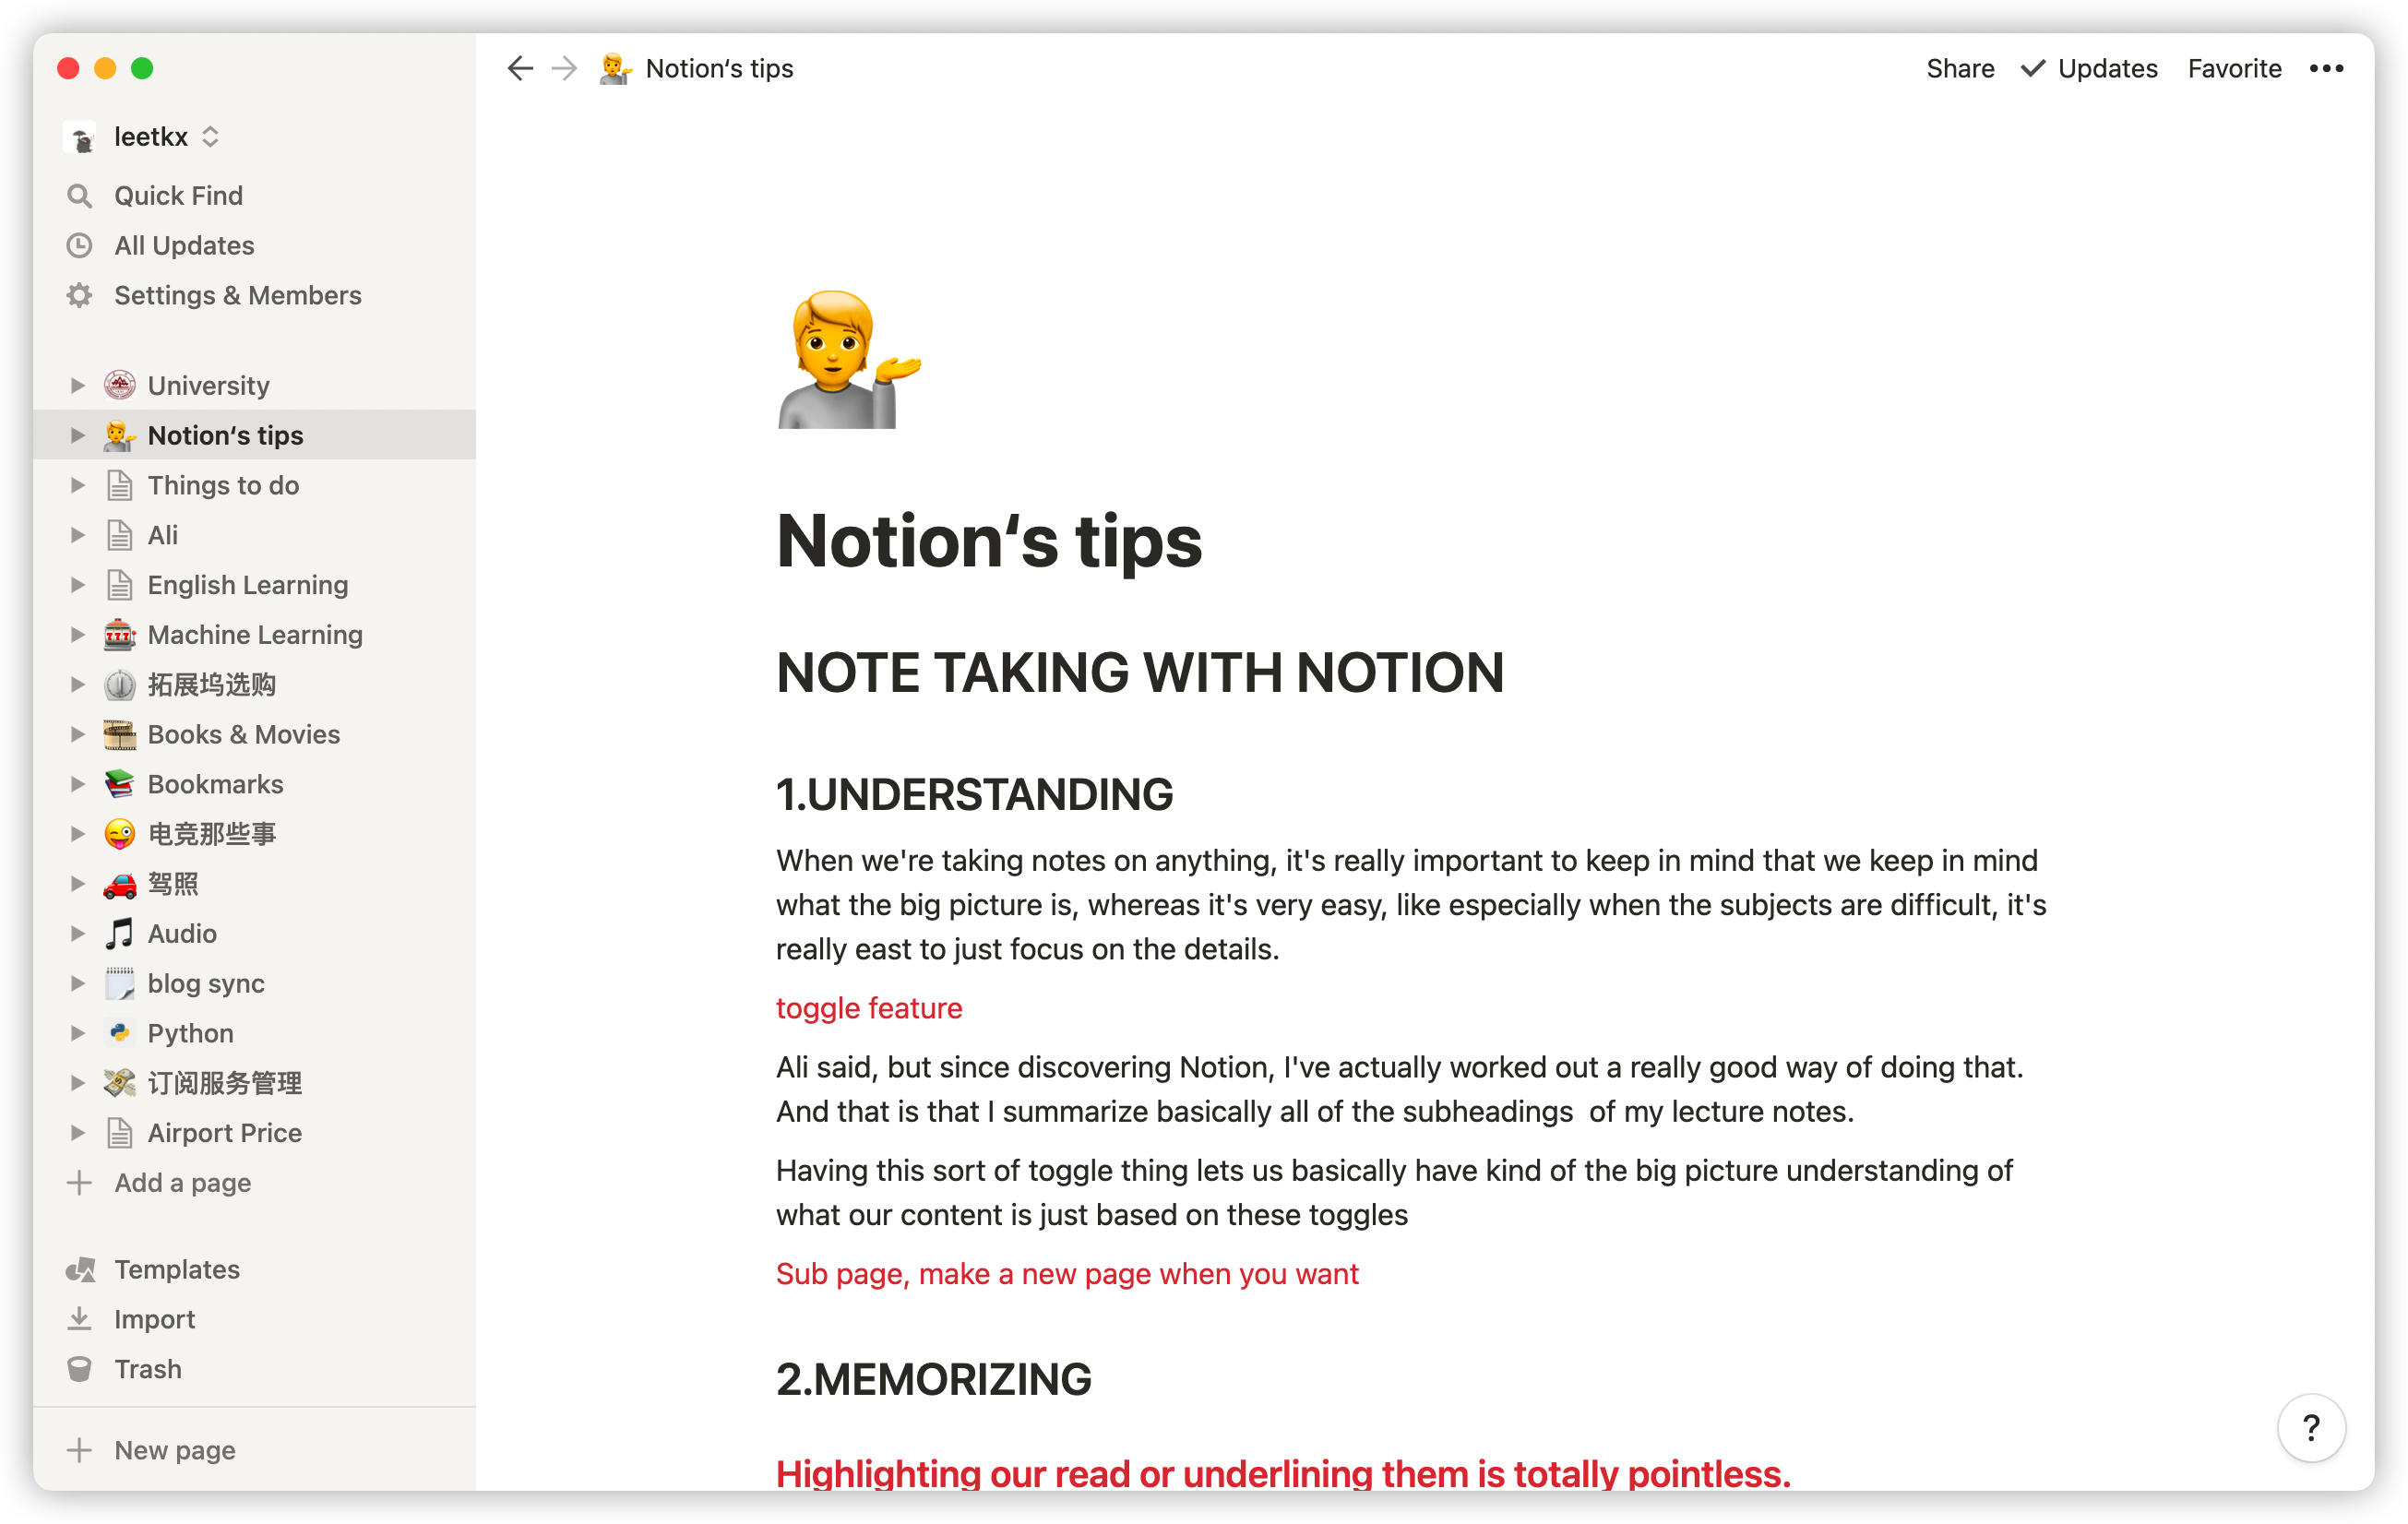 Notion‘s tips
Share
Updates
Favorite
leetkx
Quick Find
All Updates
Settings & Members
University
Notion‘s tips
Things to do
Ali
English Learning
Machine Learning
拓展坞选购
Books & Movies
Bookmarks
电竞那些事
驾照
Audio
blog sync
Python
订阅服务管理
Airport Price
Add a page
Templates
Import
Trash
New page
Notion‘s tips
NOTE TAKING WITH NOTION
1.UNDERSTANDING
When we're taking notes on anything, it's really important to keep in mind that we keep in mind
what the big picture is, whereas it's very easy, like especially when the subjects are difficult, it's
really east to just focus on the details.
toggle feature
Ali said, but since discovering Notion, I've actually worked out a really good way of doing that.
And that is that I summarize basically all of the subheadings  of my lecture notes.
Having this sort of toggle thing lets us basically have kind of the big picture understanding of
what our content is just based on these toggles
Sub page, make a new page when you want
2.MEMORIZING
Highlighting our read or underlining them is totally pointless.
?